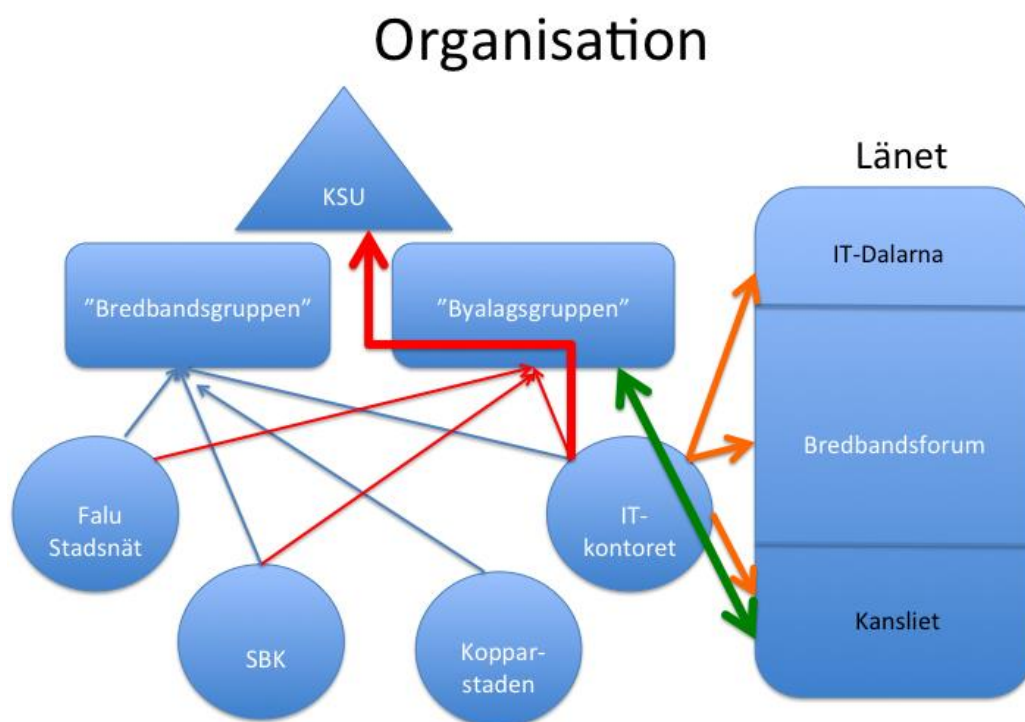 Organisation
KSU
Länet
IT-Dalarna
”Bredbandsgruppen”
”Byalagsgruppen”
Bredbandsforum
Falu
Stadsnät
IT-
kontoret
SBK
Koppar-
staden
Kansliet